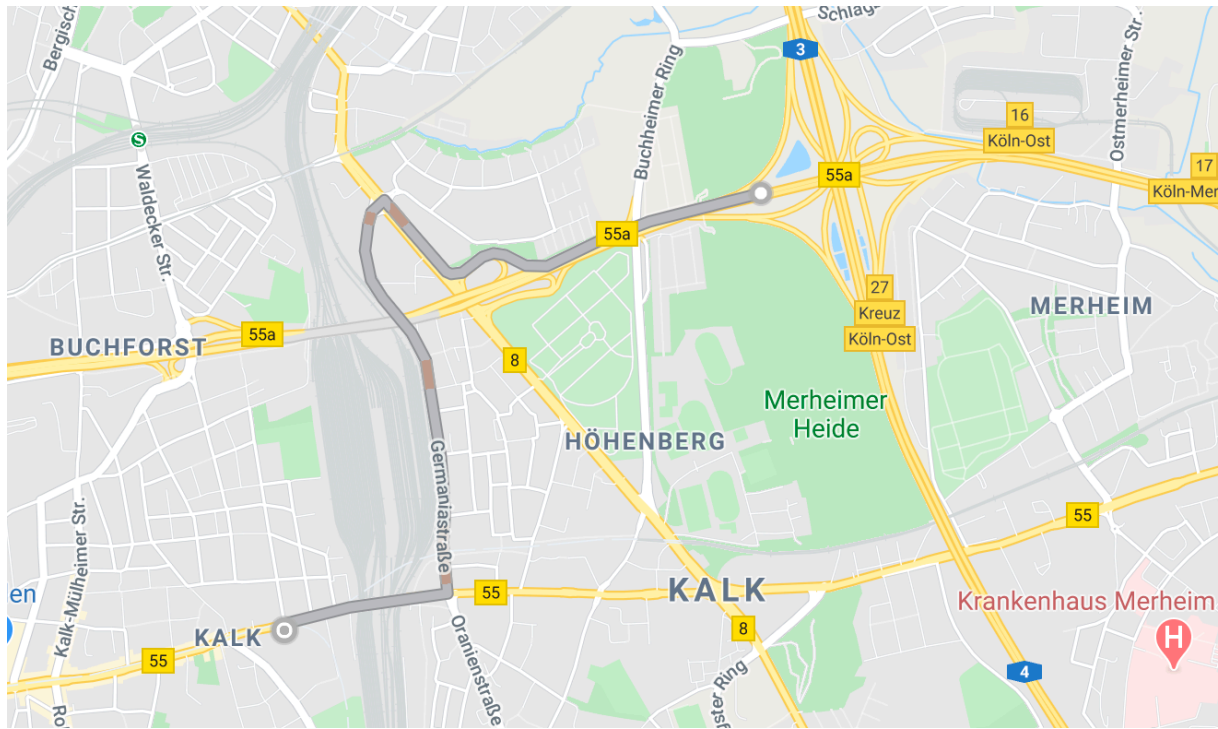 Bergisch
Schlag
3
Buchheimer Ring
Ostmerheimer Str.
16
Köln-Ost
S
Waldecker Str.
17
Köln-Mer
55a
55a
27
Kreuz
Köln-Ost
MERHEIM
55a
BUCHFORST
8
Merheimer
Heide
HÖHENBERG
Germaniastraße
Kalk-Mülheimer Str.
55
en
55
KALK
Krankenhaus Merheim
H
KALK
8
55
Oranienstraße
4
fster Ring
Ro